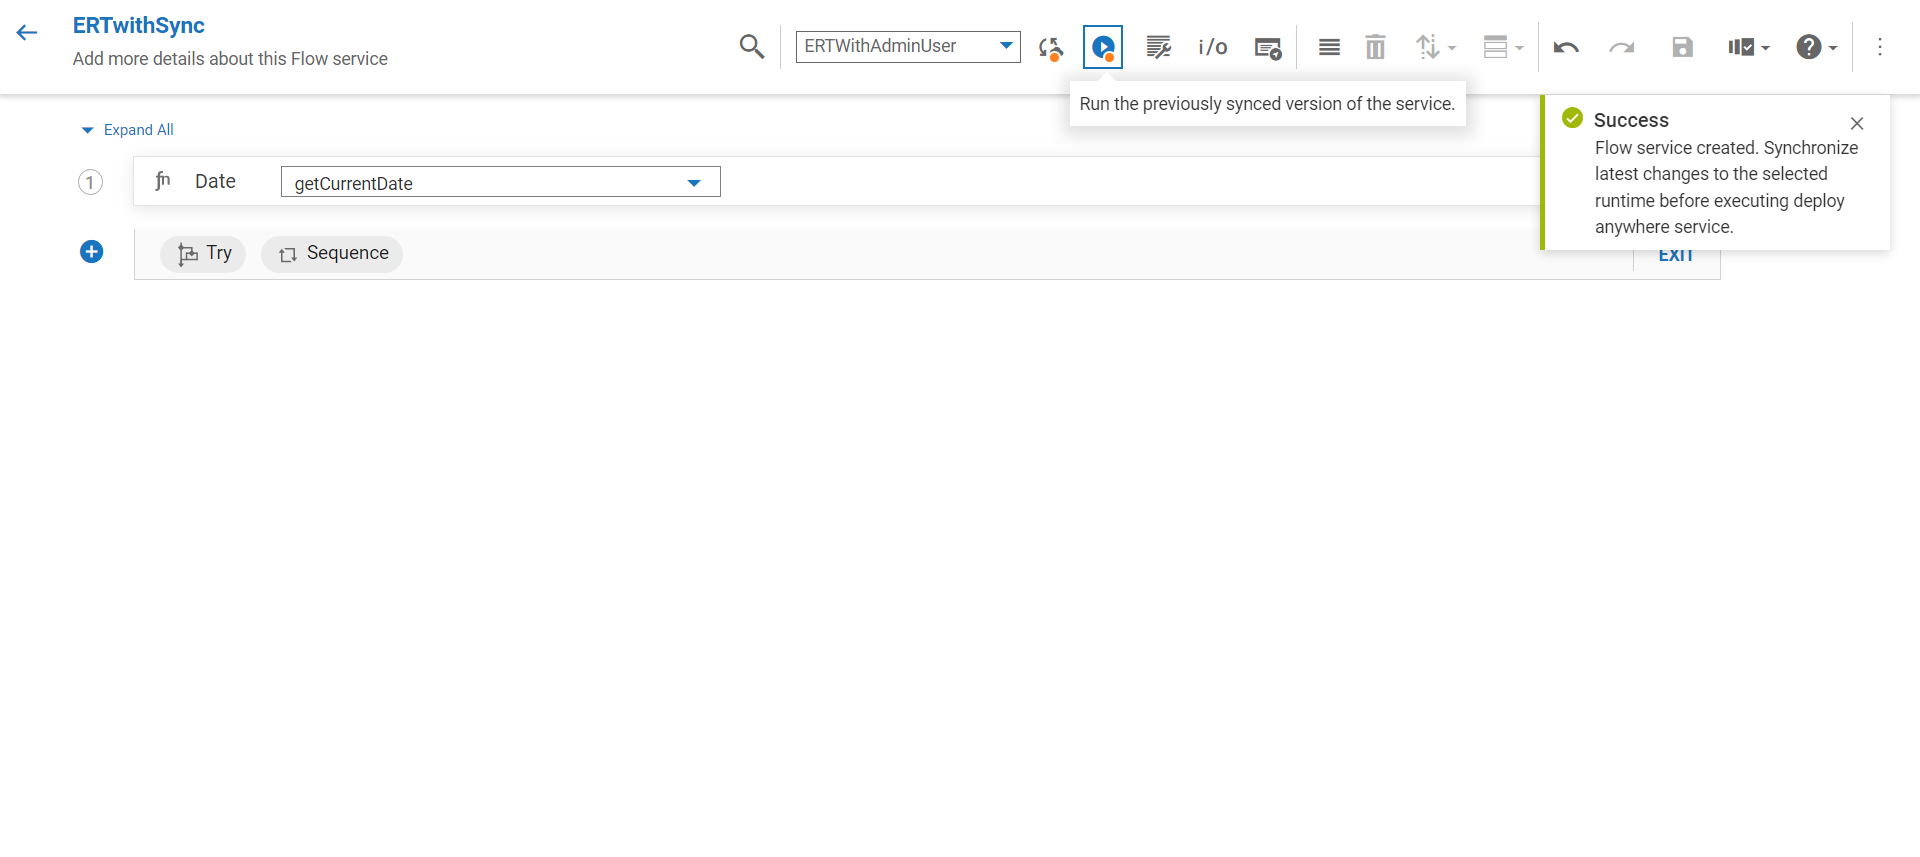 ERTwithSync
Add more details about this Flow service
ERTWithAdminUser
i/o
Run the previously synced version of the service.
Success
Flow service created. Synchronize
latest changes to the selected
runtime before executing deploy
anywhere service.
Expand All
1
fn
Date
getCurrentDate
Try
Sequence
EXIT